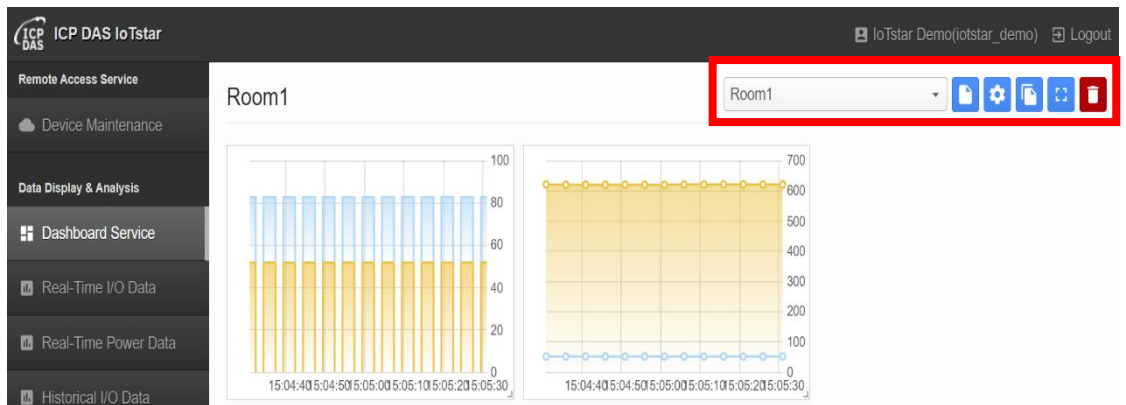 ICP DAS
ICP DAS IoTstar
IoTstar Demo(iotstar_demo)
Logout
Remote Access Service
Device Maintenance
Data Display & Analysis
Dashboard Service
Real-Time I/O Data
Real-Time Power Data
Historical I/O Data
Room1
Room1
100
80
60
40
20
0
15:04:40 15:04:50 15:05:00 15:05:10 15:05:20 15:05:30
700
600
500
400
300
200
100
0
15:04:40 15:04:50 15:05:00 15:05:10 15:05:20 15:05:30